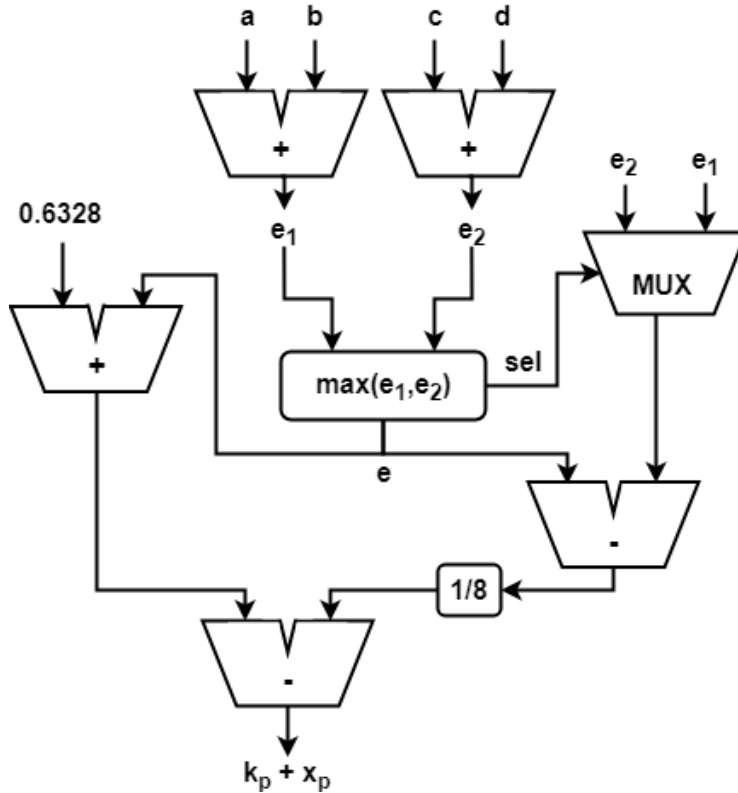 a b c d
+ +
e₂ e₁
0.6328
e₁ e₂
MUX
+
sel
max(e₁,e₂)
e
-
1/8
-
kₚ + xₚ